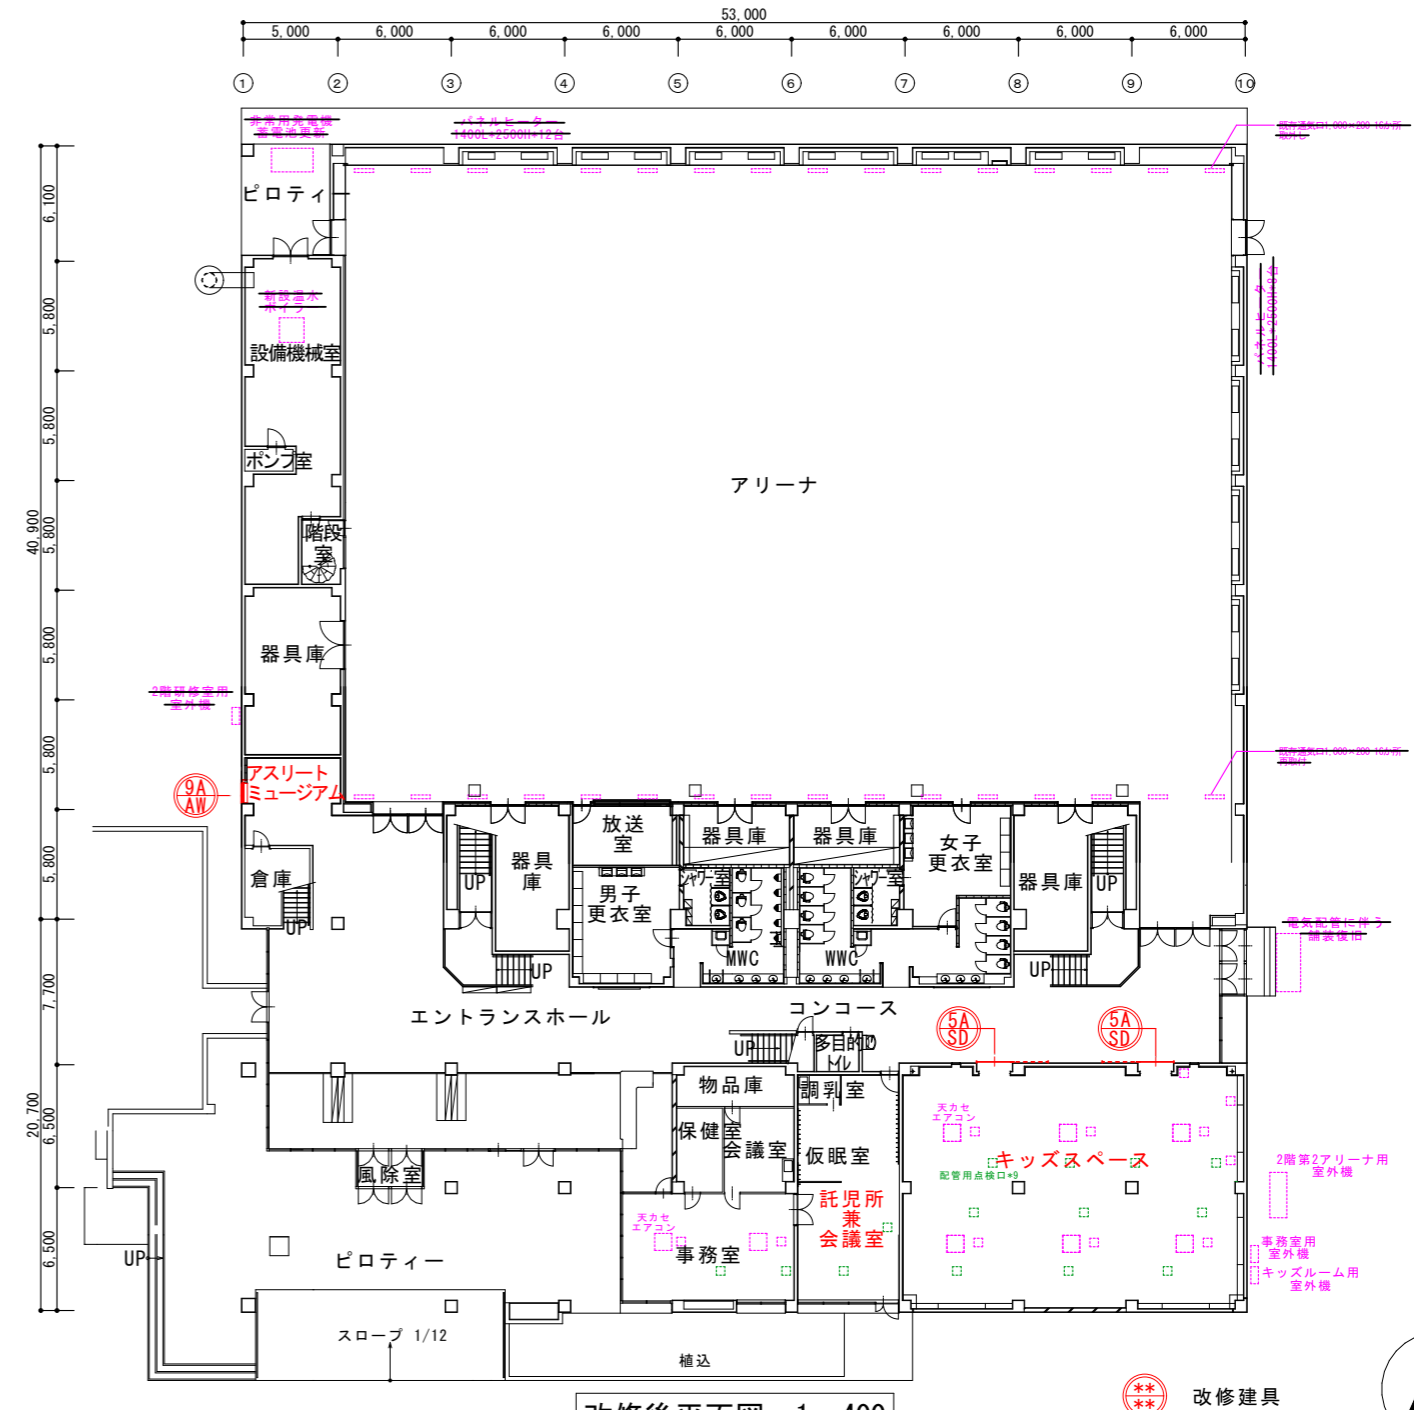 53,000
5,000 6,000 6,000 6,000 6,000 6,000 6,000 6,000 6,000
① ② ③ ④ ⑤ ⑥ ⑦ ⑧ ⑨ ⑩
非常用発電機
蓄電池更新
パネルヒーター
1400L*2500H*12台
ピロティ
6,100
5,800
5,800
5,800
5,800
5,800
5,800
40,900
7,700
6,500
6,500
20,700
新設温水
ボイラ
設備機械室
ポンプ室
階段
室
アリーナ
パネルヒーター
1400L*2500H*8台
器具庫
2階研修室用
室外機
9A
AW
アスリート
ミュージアム
再取付
倉庫
UP
UP
器具
庫
放送
室
男子
更衣室
器具庫
器具庫
シャワー室
シャワー室
女子
更衣室
器具庫
UP
MWC
WWC
UP
UP
電気配管に伴う
舗装復旧
エントランスホール
コンコース
5A
SD
5A
SD
UP
多目的
トイレ
物品庫
調乳室
保健室
会議室
仮眠室
風除室
天カセ
エアコン
キッズスペース
配管用点検口*9
2階第2アリーナ用
室外機
託児所
兼
会議室
天カセ
エアコン
事務室
事務室用
室外機
キッズルーム用
室外機
UP
ピロティー
スロープ 1/12
植込
**
**
改修建具